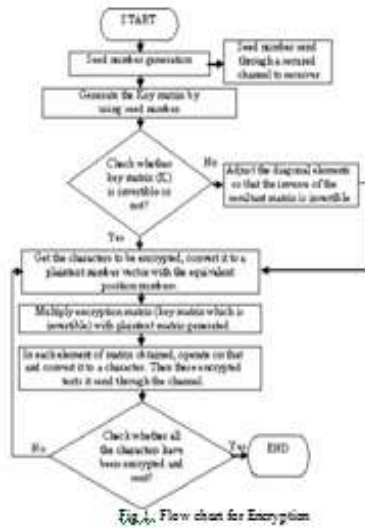 START
Seed number generation
Seed number send
through a secured
channel to receiver
Generate the Key matrix by
using seed number
Check whether
key matrix (K)
is invertible or
not?
No
Adjust the diagonal elements
so that the inverse of the
resultant matrix is invertible
Yes
Get the characters to be encrypted, convert it to a
plaintext number vector with the equivalent
position numbers
Multiply encryption matrix (key matrix which is
invertible) with plaintext matrix generated
In each element of matrix obtained, operate on that
and convert it to a character. Then these encrypted
texts is send through the channel.
Check whether all
the characters have
been encrypted and
sent?
No
Yes
END
Fig 1. Flow chart for Encryption